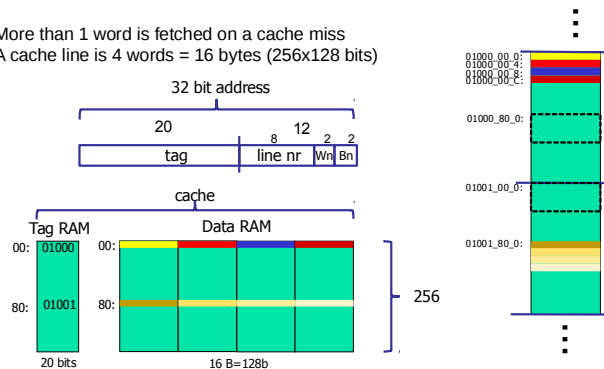 More than 1 word is fetched on a cache miss
A cache line is 4 words = 16 bytes (256x128 bits)
32 bit address
20 12
8 2 2
tag line nr Wn Bn
cache
Tag RAM Data RAM
00: 01000 00:
80: 01001 80:
256
20 bits 16 B=128b
01000_00_0:
01000_00_4:
01000_00_8:
01000_00_C:
01000_80_0:
01001_00_0:
01001_80_0: